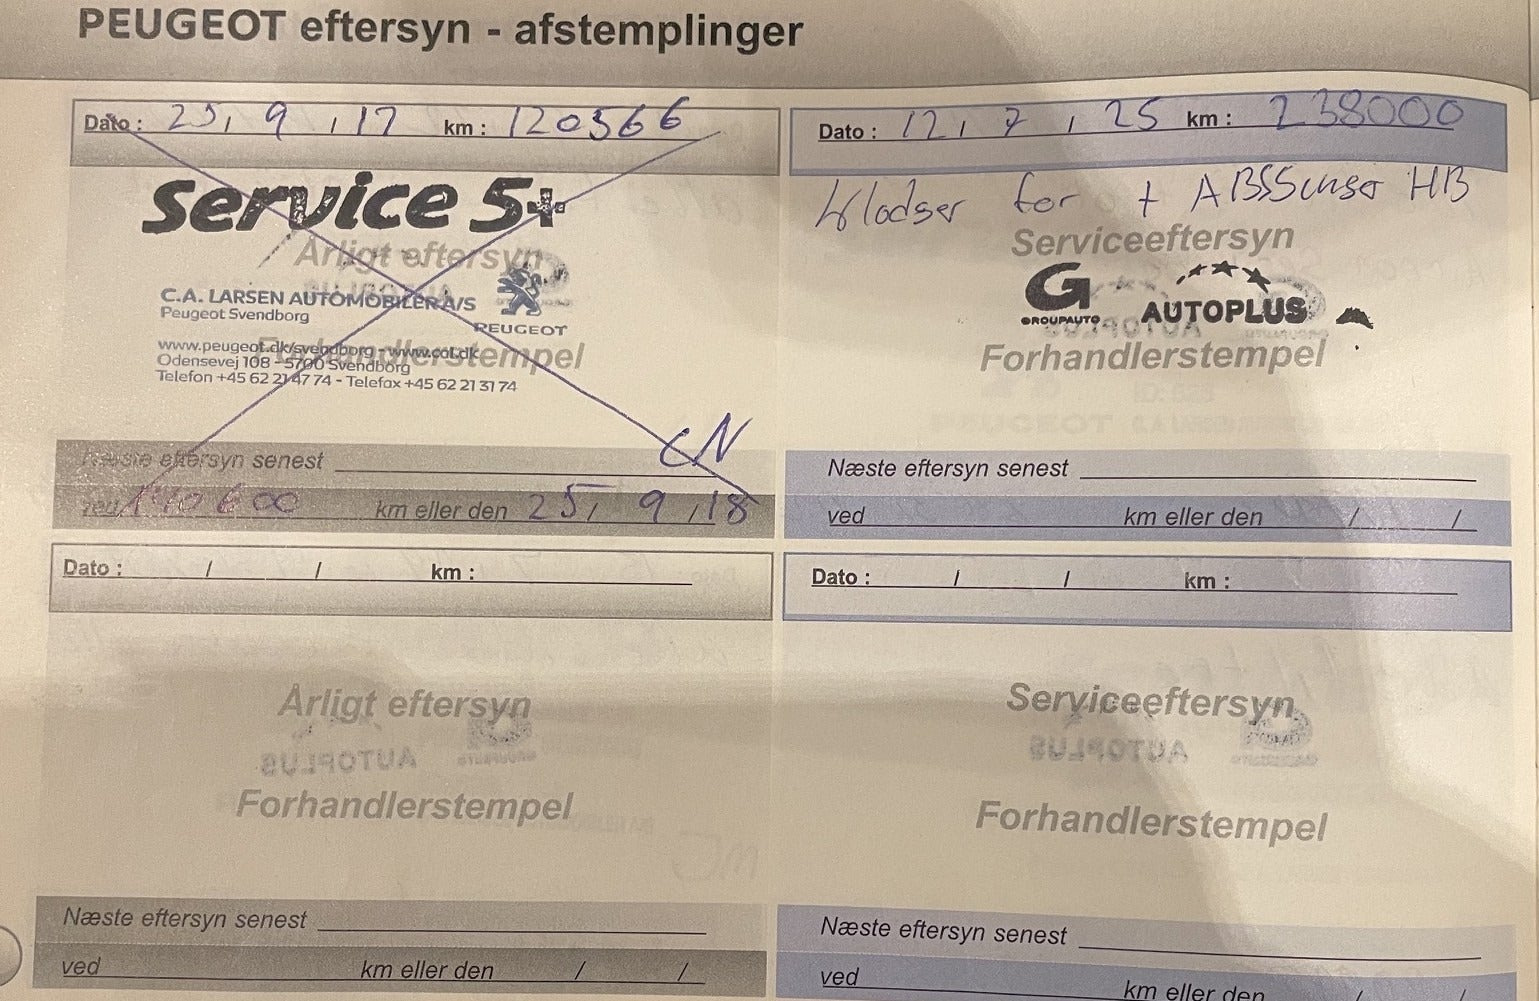 PEUGEOT eftersyn - afstemplinger
Dato : 25 / 9 / 17 km : 120566
Service 5+
Årligt eftersyn
C.A. LARSEN AUTOMOBILER A/S
Peugeot Svendborg
PEUGEOT
www.peugeot.dk/svendborg - www.cal.dk
Forhandlerstempel
Odensevej 108 - 5700 Svendborg
Telefon +45 62 21 47 74 - Telefax +45 62 21 31 74
CN
Næste eftersyn senest
ved 140600 km eller den 25 / 9 / 18
Dato : 12 / 7 / 25 km : 238000
Klodser for + ABSSensor HB
Serviceeftersyn
G GROUPAUTO AUTOPLUS
Forhandlerstempel
Næste eftersyn senest
ved km eller den / /
Dato : / / km :
Årligt eftersyn
Forhandlerstempel
Næste eftersyn senest
ved km eller den / /
Dato : / / km :
Serviceeftersyn
Forhandlerstempel
Næste eftersyn senest
ved km eller den / /